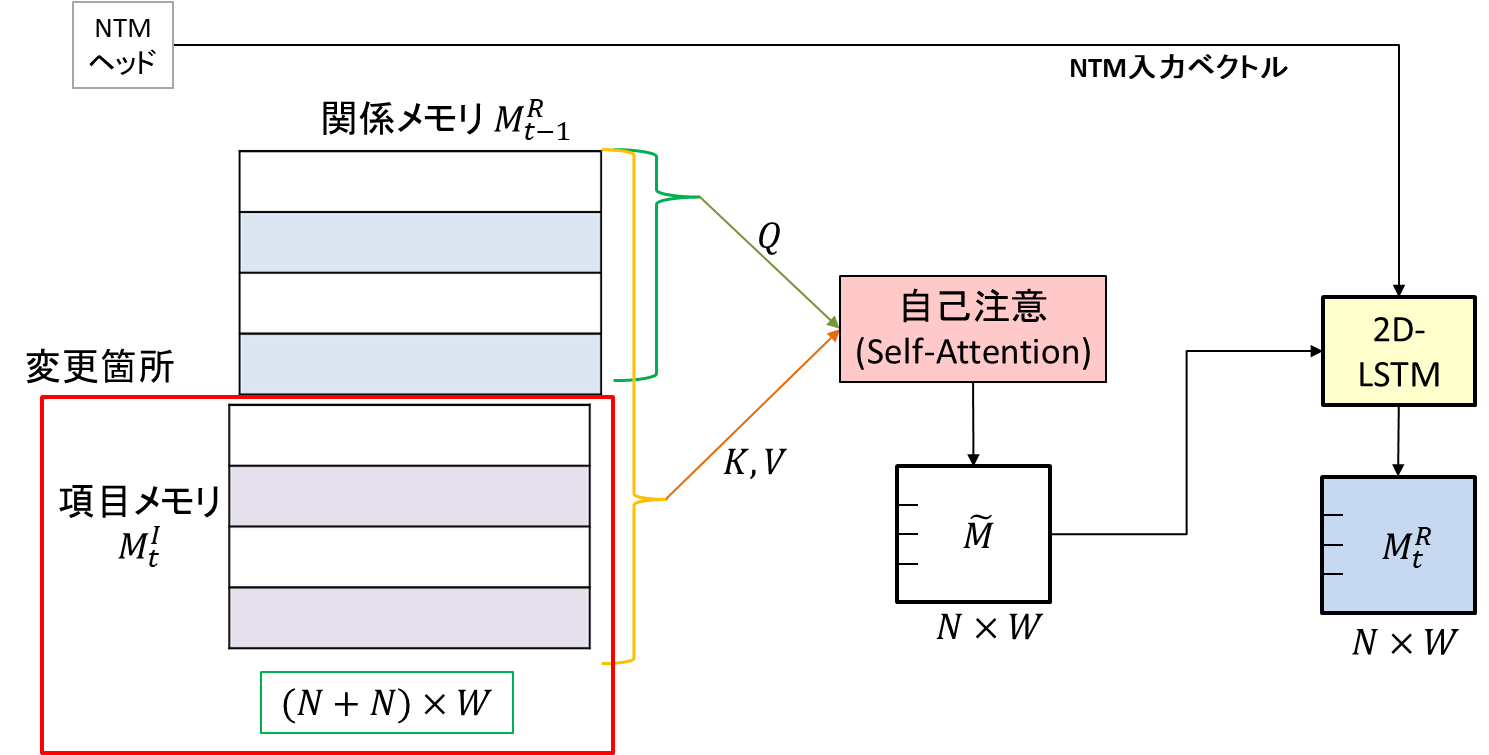 NTM
ヘッド
NTM入力ベクトル
関係メモリ $M_{t-1}^{R}$
$Q$
自己注意
(Self-Attention)
2D-
LSTM
変更箇所
$K, V$
項目メモリ
$M_{t}^{I}$
$\widetilde{M}$
$M_{t}^{R}$
$N \times W$
$N \times W$
$(N + N) \times W$